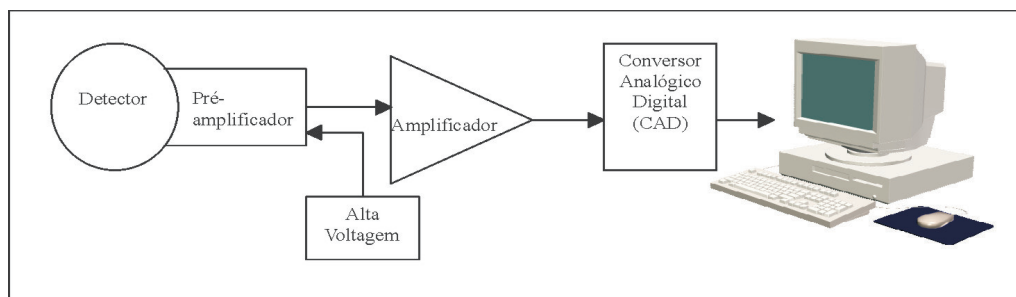 Detector
Pré-
amplificador
Amplificador
Conversor
Analógico
Digital
(CAD)
Alta
Voltagem